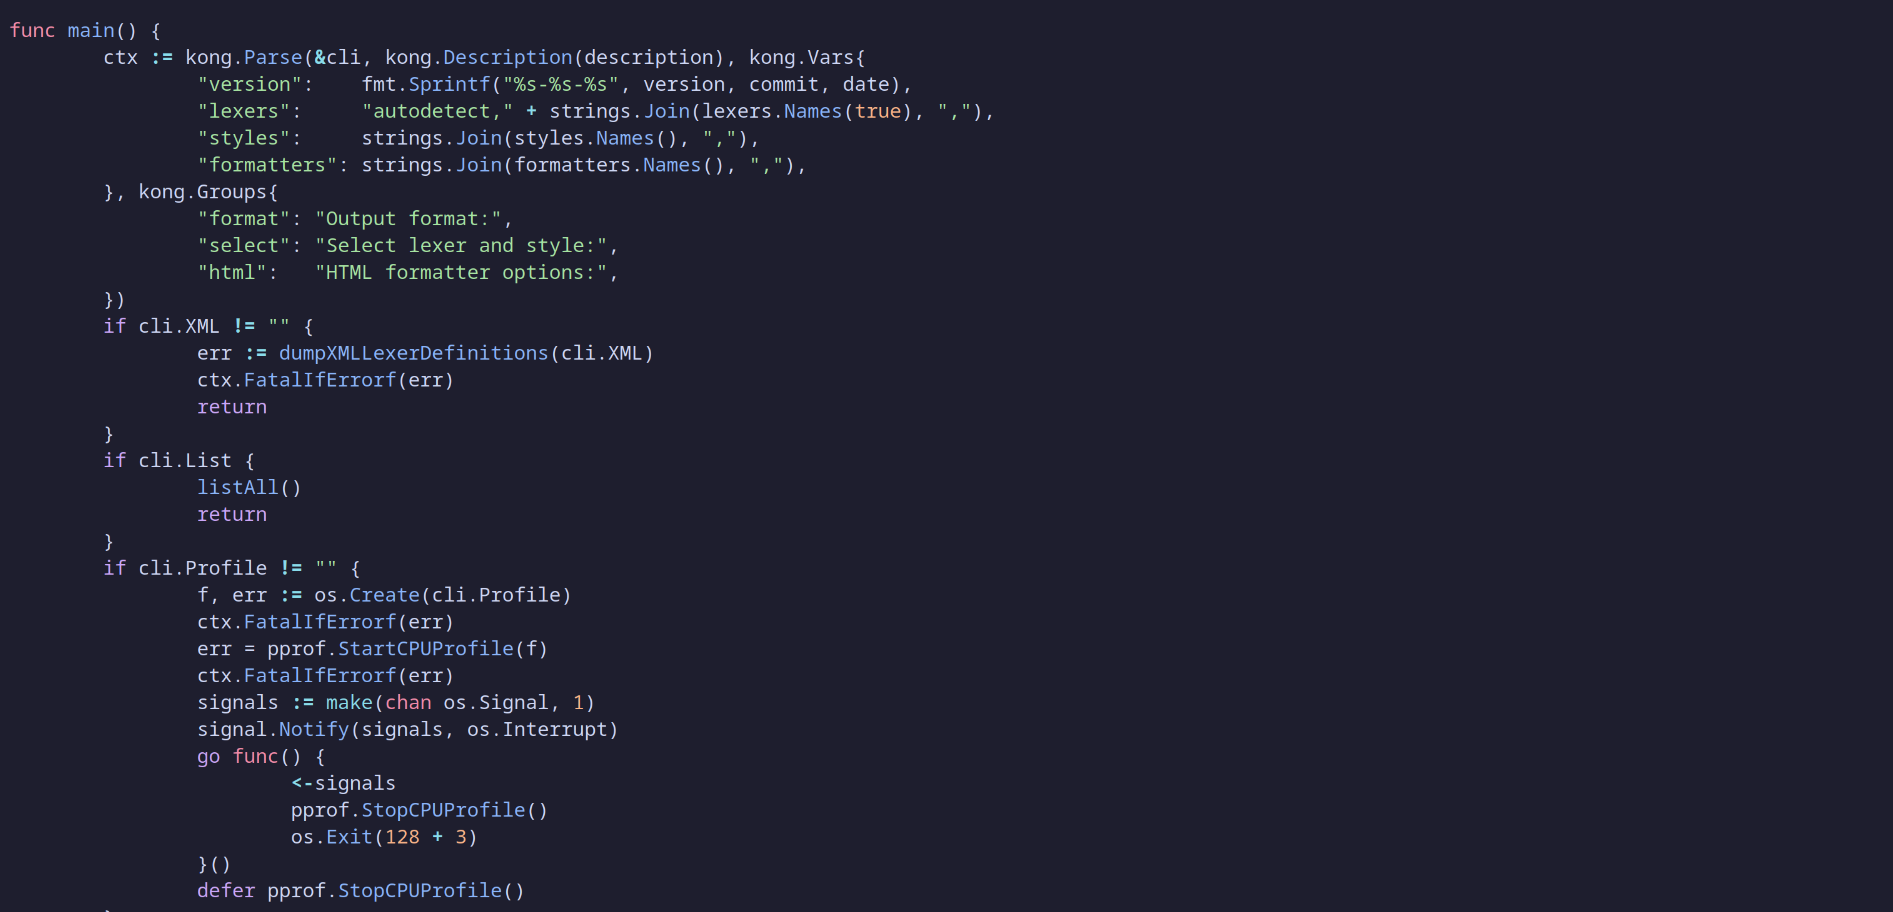 func main() {
        ctx := kong.Parse(&cli, kong.Description(description), kong.Vars{
                "version":    fmt.Sprintf("%s-%s-%s", version, commit, date),
                "lexers":     "autodetect," + strings.Join(lexers.Names(true), ","),
                "styles":     strings.Join(styles.Names(), ","),
                "formatters": strings.Join(formatters.Names(), ","),
        }, kong.Groups{
                "format": "Output format:",
                "select": "Select lexer and style:",
                "html":   "HTML formatter options:",
        })
        if cli.XML != "" {
                err := dumpXMLLexerDefinitions(cli.XML)
                ctx.FatalIfErrorf(err)
                return
        }
        if cli.List {
                listAll()
                return
        }
        if cli.Profile != "" {
                f, err := os.Create(cli.Profile)
                ctx.FatalIfErrorf(err)
                err = pprof.StartCPUProfile(f)
                ctx.FatalIfErrorf(err)
                signals := make(chan os.Signal, 1)
                signal.Notify(signals, os.Interrupt)
                go func() {
                        <-signals
                        pprof.StopCPUProfile()
                        os.Exit(128 + 3)
                }()
                defer pprof.StopCPUProfile()